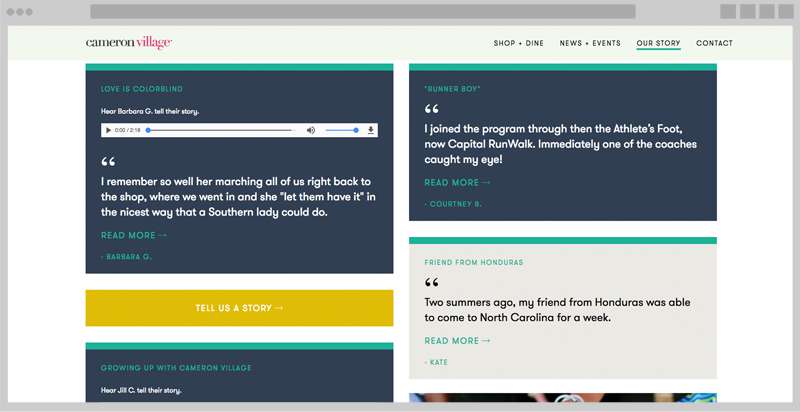 cameron village
SHOP + DINE
NEWS + EVENTS
OUR STORY
CONTACT
LOVE IS COLORBLIND
Hear Barbara G. tell their story.
0:00 / 2:18
“
I remember so well her marching all of us right back to
the shop, where we went in and she "let them have it" in
the nicest way that a Southern lady could do.
READ MORE →
- BARBARA G.
TELL US A STORY →
GROWING UP WITH CAMERON VILLAGE
Hear Jill C. tell their story.
"RUNNER BOY"
“
I joined the program through then the Athlete's Foot,
now Capital RunWalk. Immediately one of the coaches
caught my eye!
READ MORE →
- COURTNEY B.
FRIEND FROM HONDURAS
“
Two summers ago, my friend from Honduras was able
to come to North Carolina for a week.
READ MORE →
- KATE